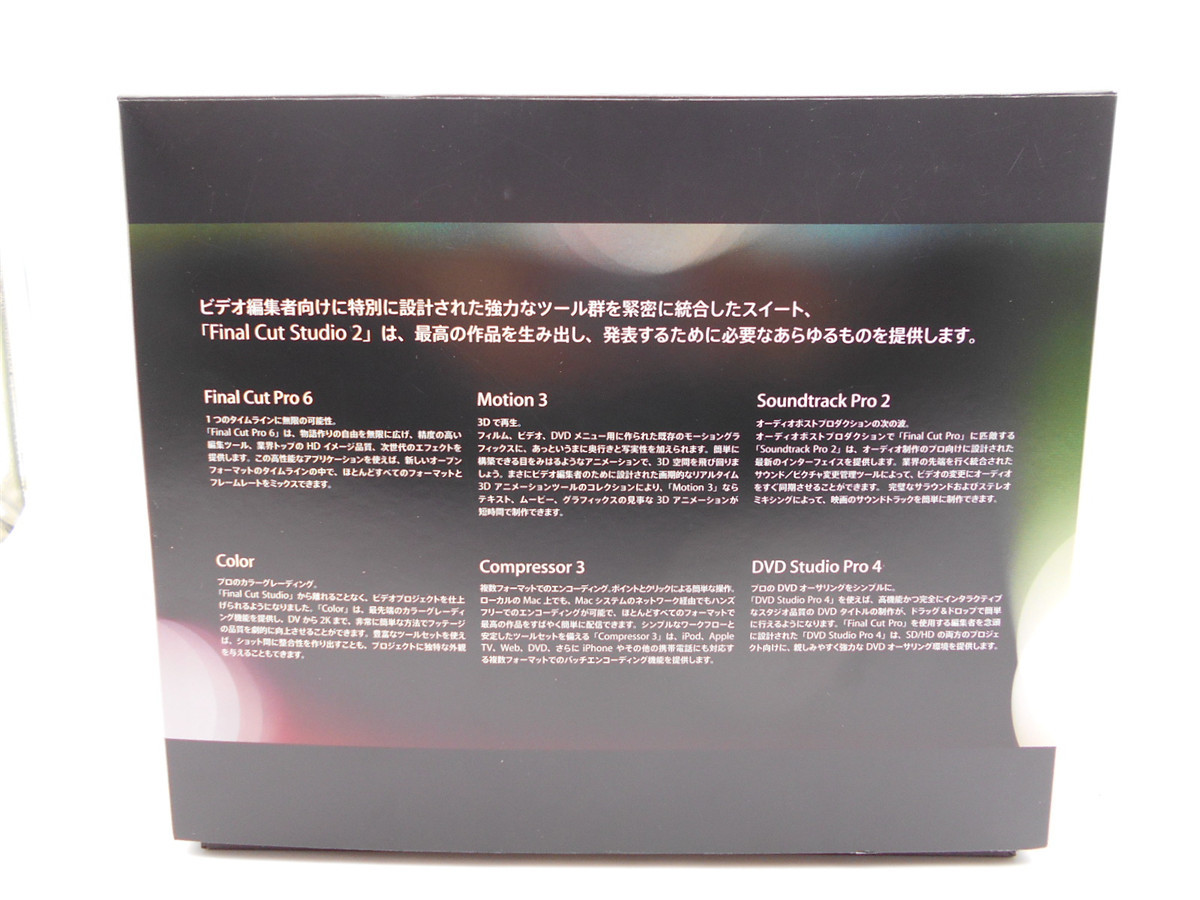 ビデオ編集者向けに特別に設計された強力なツール群を緊密に統合したスイート、
「Final Cut Studio 2」は、最高の作品を生み出し、発表するために必要なあらゆるものを提供します。
Final Cut Pro 6
1つのタイムラインに無限の可能性。
「Final Cut Pro 6」は、物語作りの自由を無限に広げ、精度の高い
編集ツール、業界トップの HD イメージ品質、次世代のエフェクトを
提供します。この高性能なアプリケーションを使えば、新しいオープン
フォーマットのタイムラインの中で、ほとんどすべてのフォーマットと
フレームレートをミックスできます。
Motion 3
3D で再生。
フィルム、ビデオ、DVD メニュー用に作られた既存のモーショングラ
フィックスに、あっというまに奥行きと写実性を加えられます。簡単に
構築できる目をみはるようなアニメーションで、3D 空間を飛び回りま
しょう。まさにビデオ編集者のために設計された画期的なリアルタイム
3D アニメーションツールのコレクションにより、「Motion 3」なら
テキスト、ムービー、グラフィックスの見事な 3D アニメーションが
短時間で制作できます。
Soundtrack Pro 2
オーディオポストプロダクションの次の波。
オーディオポストプロダクションで「Final Cut Pro」に匹敵する
「Soundtrack Pro 2」は、オーディオ制作のプロ向けに設計された
最新のインターフェイスを提供します。業界の先端を行く統合された
サウンド／ピクチャ変更管理ツールによって、ビデオの変更にオーディオ
をすぐ同期させることができます。 完璧なサラウンドおよびステレオ
ミキシングによって、映画のサウンドトラックを簡単に制作できます。
Color
プロのカラーグレーディング。
「Final Cut Studio」から離れることなく、ビデオプロジェクトを仕上
げられるようになりました。「Color」は、最先端のカラーグレーディ
ング機能を提供し、DV から 2K まで、非常に簡単な方法でフッテージ
の品質を劇的に向上させることができます。豊富なツールセットを使え
ば、ショット間に整合性を作り出すことも、プロジェクトに独特な外観
を与えることもできます。
Compressor 3
複数フォーマットでのエンコーディング。ポイントとクリックによる簡単な操作。
ローカルの Mac 上でも、Mac システムのネットワーク経由でもハンズ
フリーでのエンコーディングが可能で、ほとんどすべてのフォーマットで
最高の作品をすばやく簡単に配信できます。シンプルなワークフローと
安定したツールセットを備える「Compressor 3」は、iPod、Apple
TV、Web、DVD、さらに iPhone やその他の携帯電話にも対応す
る複数フォーマットでのバッチエンコーディング機能を提供します。
DVD Studio Pro 4
プロの DVD オーサリングをシンプルに。
「DVD Studio Pro 4」を使えば、高機能かつ完全にインタラクティブ
なスタジオ品質の DVD タイトルの制作が、ドラッグ＆ドロップで簡単
に行えるようになります。「Final Cut Pro」を使用する編集者を念頭
に設計された「DVD Studio Pro 4」は、SD/HD の両方のプロジェ
クト向けに、親しみやすく強力な DVD オーサリング環境を提供します。